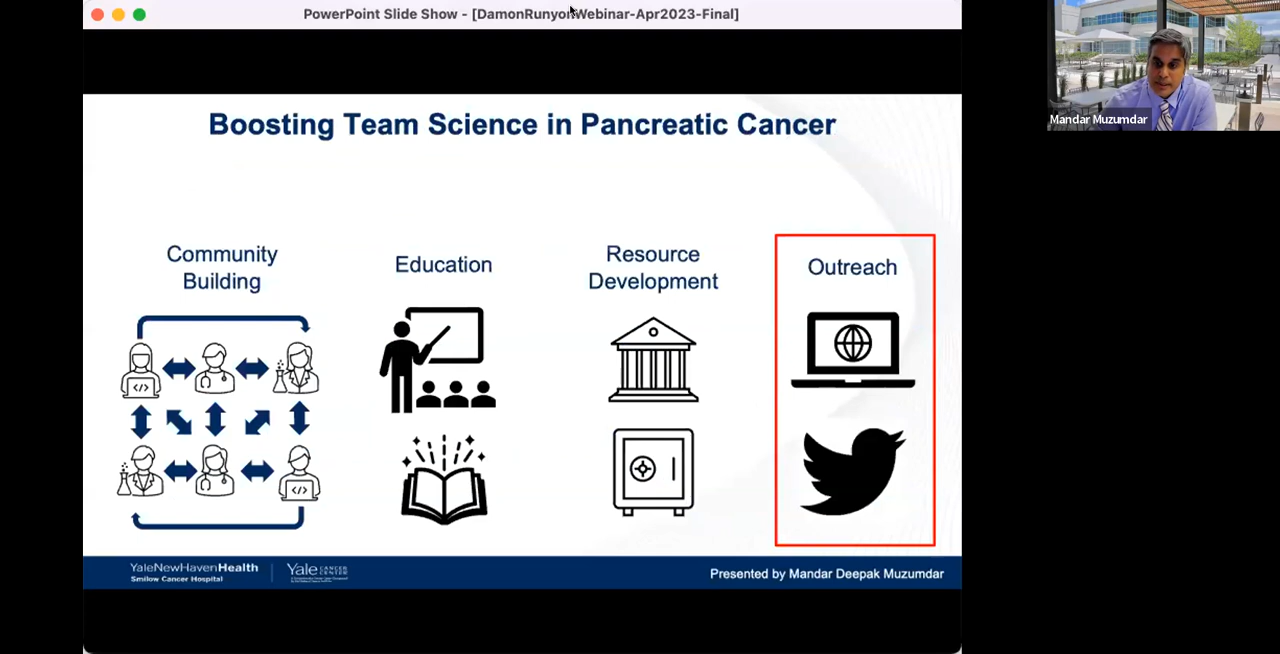 PowerPoint Slide Show - [DamonRunyonWebinar-Apr2023-Final]
Mandar Muzumdar
Boosting Team Science in Pancreatic Cancer
Community
Building
Education
Resource
Development
Outreach
</>
</>
YaleNewHavenHealth
Smilow Cancer Hospital
Yale CANCER
CENTER
Presented by Mandar Deepak Muzumdar